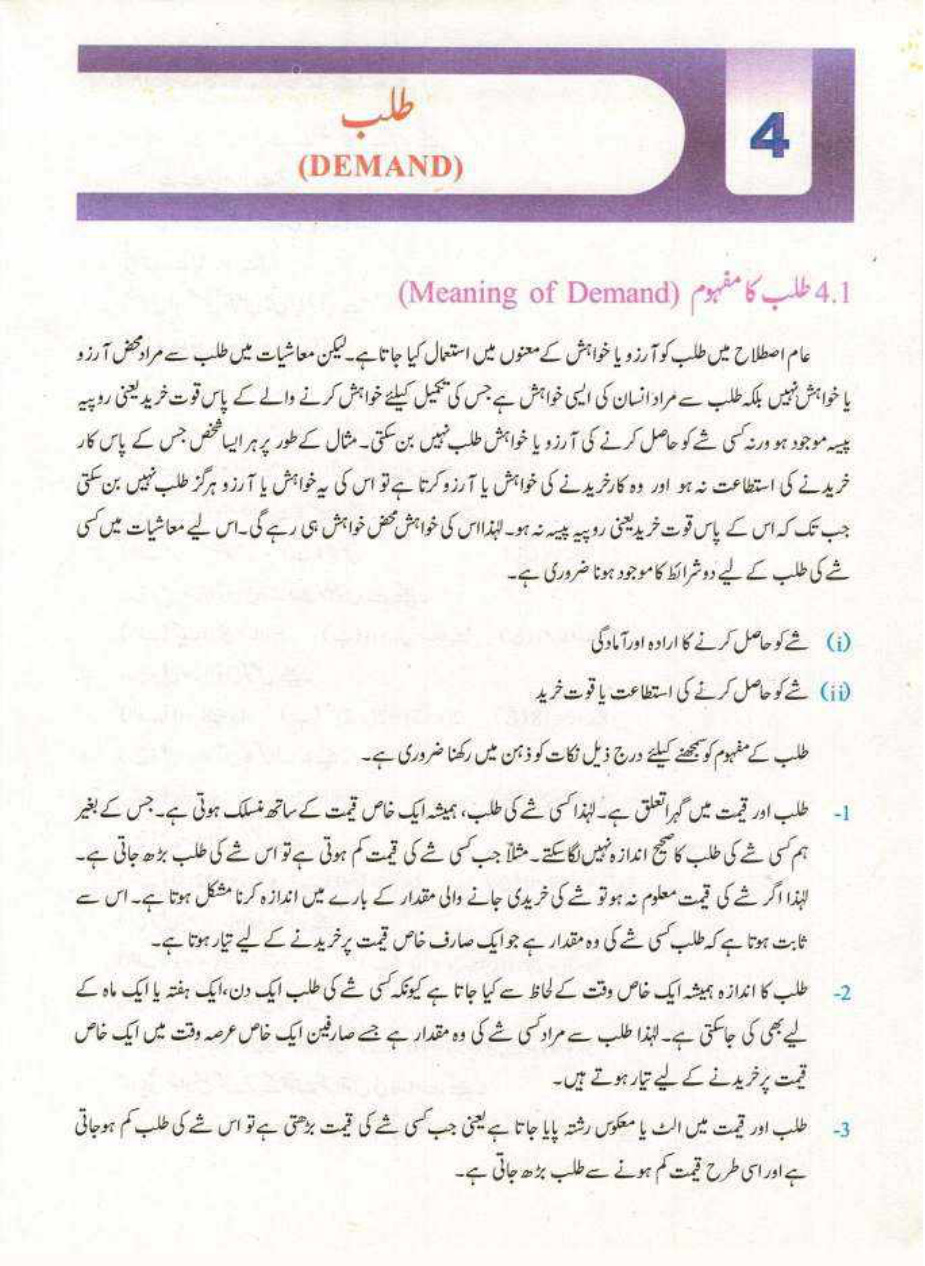 طلب
(DEMAND)
4
4.1 طلب کا مفہوم (Meaning of Demand)
عام اصطلاح میں طلب کو آرزو یا خواہش کے معنوں میں استعمال کیا جاتا ہے۔ لیکن معاشیات میں طلب سے مراد محض آرزو
یا خواہش نہیں بلکہ طلب سے مراد انسان کی ایسی خواہش ہے جس کی تکمیل کیلئے خواہش کرنے والے کے پاس قوت خرید یعنی روپیہ
پیسہ موجود ہو ورنہ کسی شے کو حاصل کرنے کی آرزو یا خواہش طلب نہیں بن سکتی۔ مثال کے طور پر ہر ایسا شخص جس کے پاس کار
خریدنے کی استطاعت نہ ہو اور وہ کار خریدنے کی خواہش یا آرزو کرتا ہے تو اس کی یہ خواہش یا آرزو ہرگز طلب نہیں بن سکتی
جب تک کہ اس کے پاس قوت خرید یعنی روپیہ پیسہ نہ ہو۔ لہٰذا اس کی خواہش محض خواہش ہی رہے گی۔ اس لیے معاشیات میں کسی
شے کی طلب کے لیے دو شرائط کا موجود ہونا ضروری ہے۔
(i) شے کو حاصل کرنے کا ارادہ اور آمادگی
(ii) شے کو حاصل کرنے کی استطاعت یا قوت خرید
طلب کے مفہوم کو سمجھنے کیلئے درج ذیل نکات کو ذہن میں رکھنا ضروری ہے۔
1- طلب اور قیمت میں گہرا تعلق ہے۔ لہٰذا کسی شے کی طلب، ہمیشہ ایک خاص قیمت کے ساتھ منسلک ہوتی ہے۔ جس کے بغیر
ہم کسی شے کی طلب کا صحیح اندازہ نہیں لگا سکتے۔ مثلاً جب کسی شے کی قیمت کم ہوتی ہے تو اس شے کی طلب بڑھ جاتی ہے۔
لہٰذا اگر شے کی قیمت معلوم نہ ہو تو شے کی خریدی جانے والی مقدار کے بارے میں اندازہ کرنا مشکل ہوتا ہے۔ اس سے
ثابت ہوتا ہے کہ طلب کسی شے کی وہ مقدار ہے جو ایک صارف خاص قیمت پر خریدنے کے لیے تیار ہوتا ہے۔
2- طلب کا اندازہ ہمیشہ ایک خاص وقت کے لحاظ سے کیا جاتا ہے کیونکہ کسی شے کی طلب ایک دن، ایک ہفتہ یا ایک ماہ کے
لیے بھی کی جاسکتی ہے۔ لہٰذا طلب سے مراد کسی شے کی وہ مقدار ہے جسے صارفین ایک خاص عرصہ وقت میں ایک خاص
قیمت پر خریدنے کے لیے تیار ہوتے ہیں۔
3- طلب اور قیمت میں الٹ یا معکوس رشتہ پایا جاتا ہے یعنی جب کسی شے کی قیمت بڑھتی ہے تو اس شے کی طلب کم ہوجاتی
ہے اور اسی طرح قیمت کم ہونے سے طلب بڑھ جاتی ہے۔